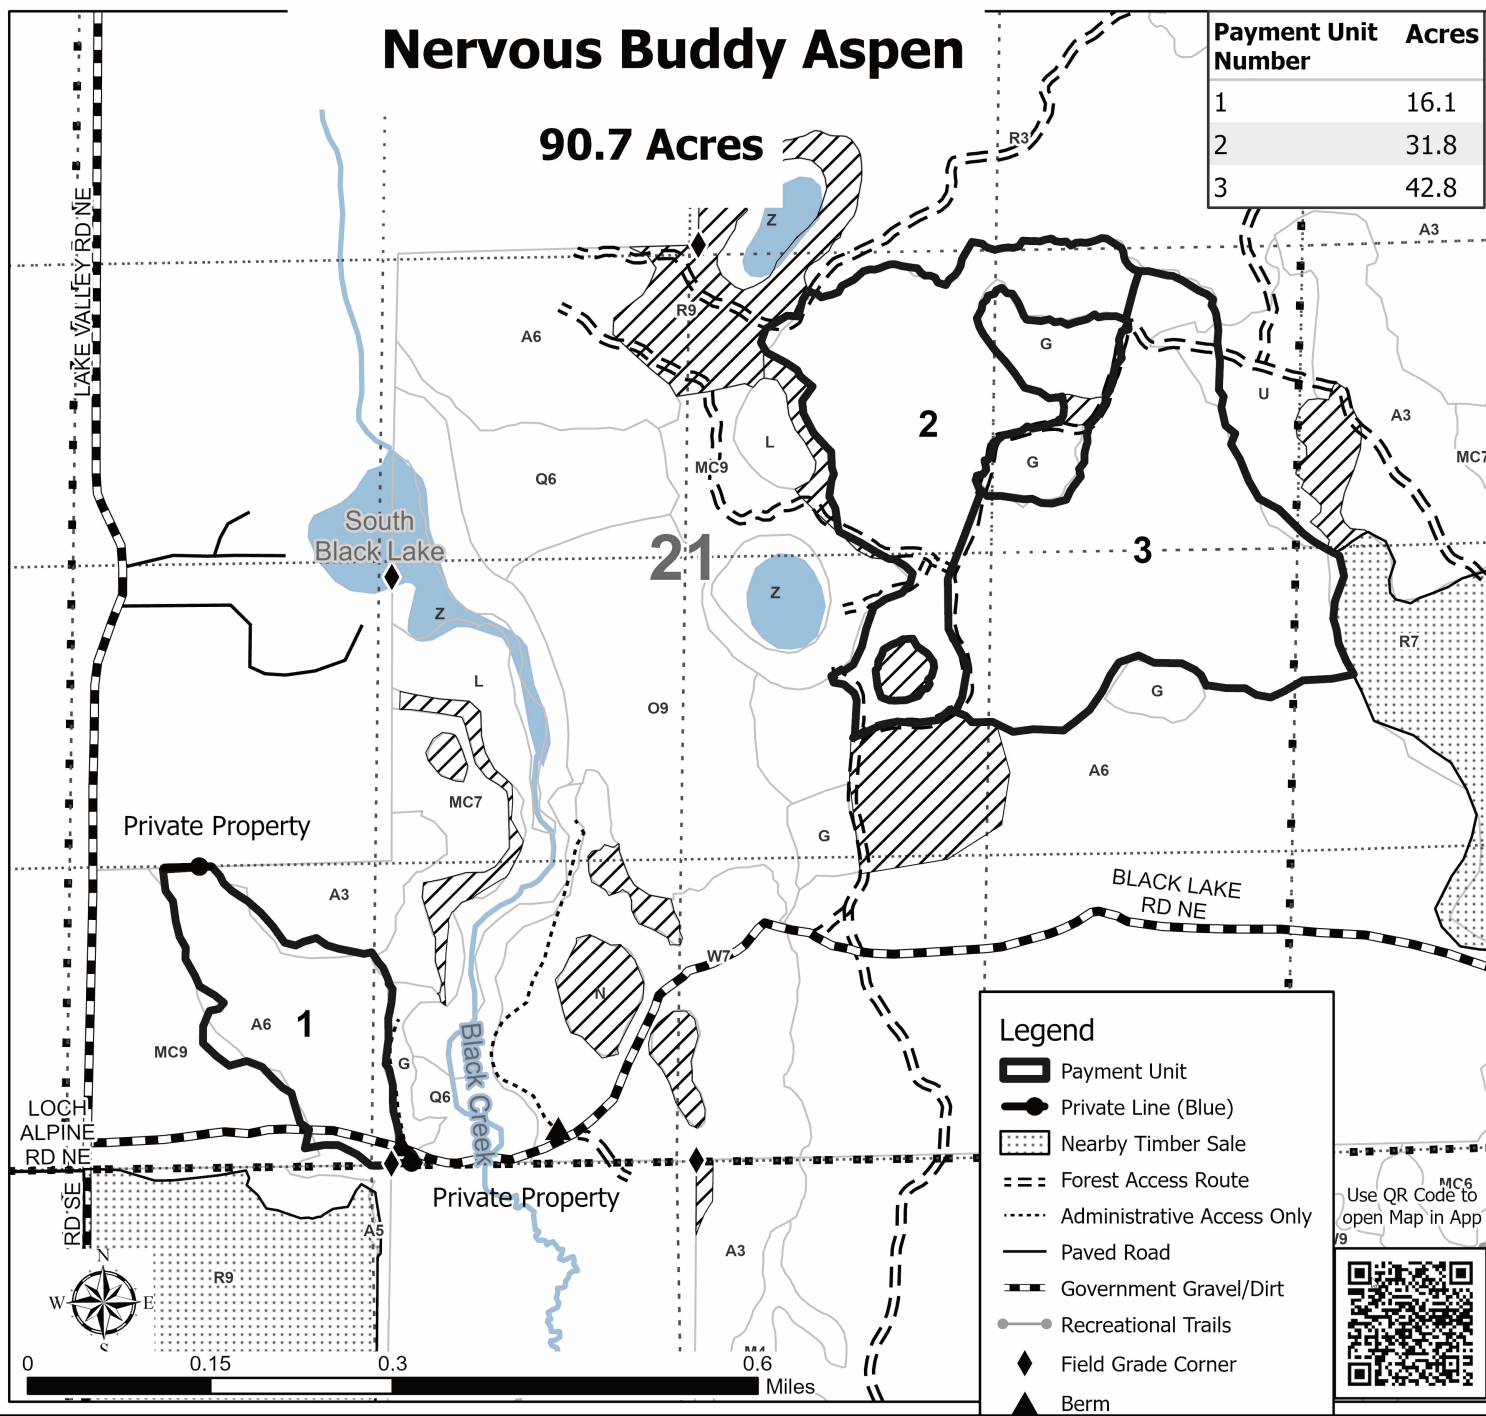 Nervous Buddy Aspen
90.7 Acres
Payment Unit Number Acres
1 16.1
2 31.8
3 42.8
LAKE VALLEY RD NE
R3
A3
Z
R9
A6
G
2
U
A3
MC7
L
MC9
G
Q6
South
Black Lake
21
3
Z
Z
R7
L
G
O9
A6
MC7
Private Property
G
A3
BLACK LAKE
RD NE
W7
N
A6
1
MC9
G
Q6
Black Creek
LOCH
ALPINE
RD NE
RD SE
Private Property
A5
A3
R9
MC6
N
W
E
S
0
0.15
0.3
0.6
Miles
Legend
Payment Unit
Private Line (Blue)
Nearby Timber Sale
Forest Access Route
Administrative Access Only
Paved Road
Government Gravel/Dirt
Recreational Trails
Field Grade Corner
Berm
Use QR Code to
open Map in App